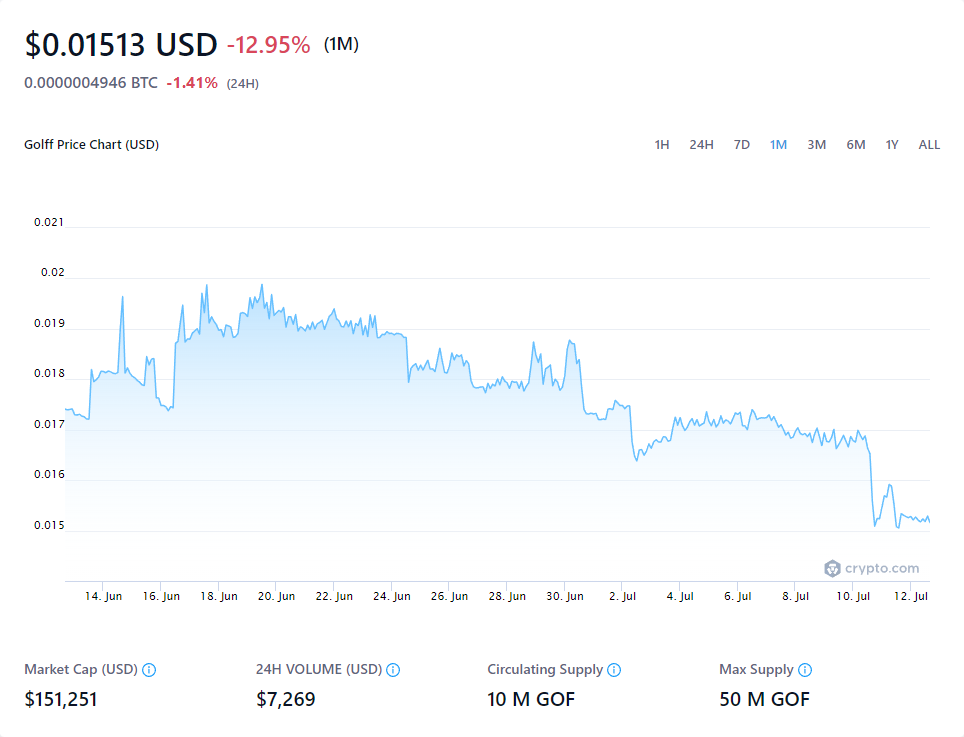 $0.01513 USD -12.95% (1M)
0.0000004946 BTC -1.41% (24H)
Golff Price Chart (USD) 1H 24H 7D 1M 3M 6M 1Y ALL
0.021
0.02
0.019
0.018
0.017
0.016
0.015
crypto.com
14. Jun 16. Jun 18. Jun 20. Jun 22. Jun 24. Jun 26. Jun 28. Jun 30. Jun 2. Jul 4. Jul 6. Jul 8. Jul 10. Jul 12. Jul
Market Cap (USD) 24H VOLUME (USD) Circulating Supply Max Supply
$151,251 $7,269 10 M GOF 50 M GOF